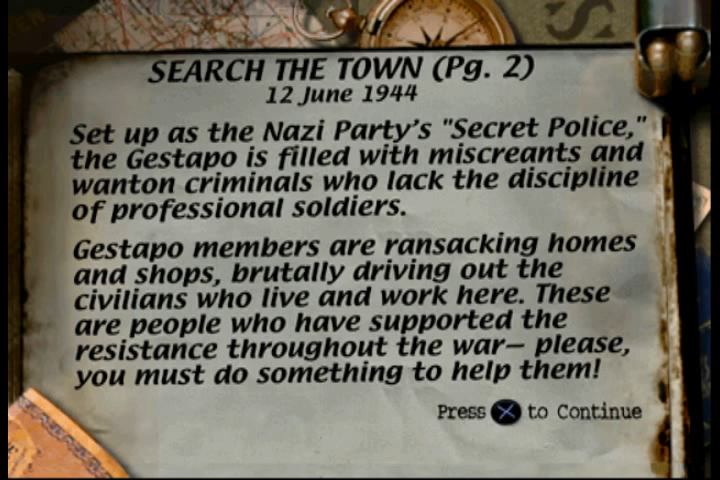 SEARCH THE TOWN (Pg. 2)
12 June 1944
Set up as the Nazi Party's "Secret Police,"
the Gestapo is filled with miscreants and
wanton criminals who lack the discipline
of professional soldiers.
Gestapo members are ransacking homes
and shops, brutally driving out the
civilians who live and work here. These
are people who have supported the
resistance throughout the war— please,
you must do something to help them!
Press X to Continue